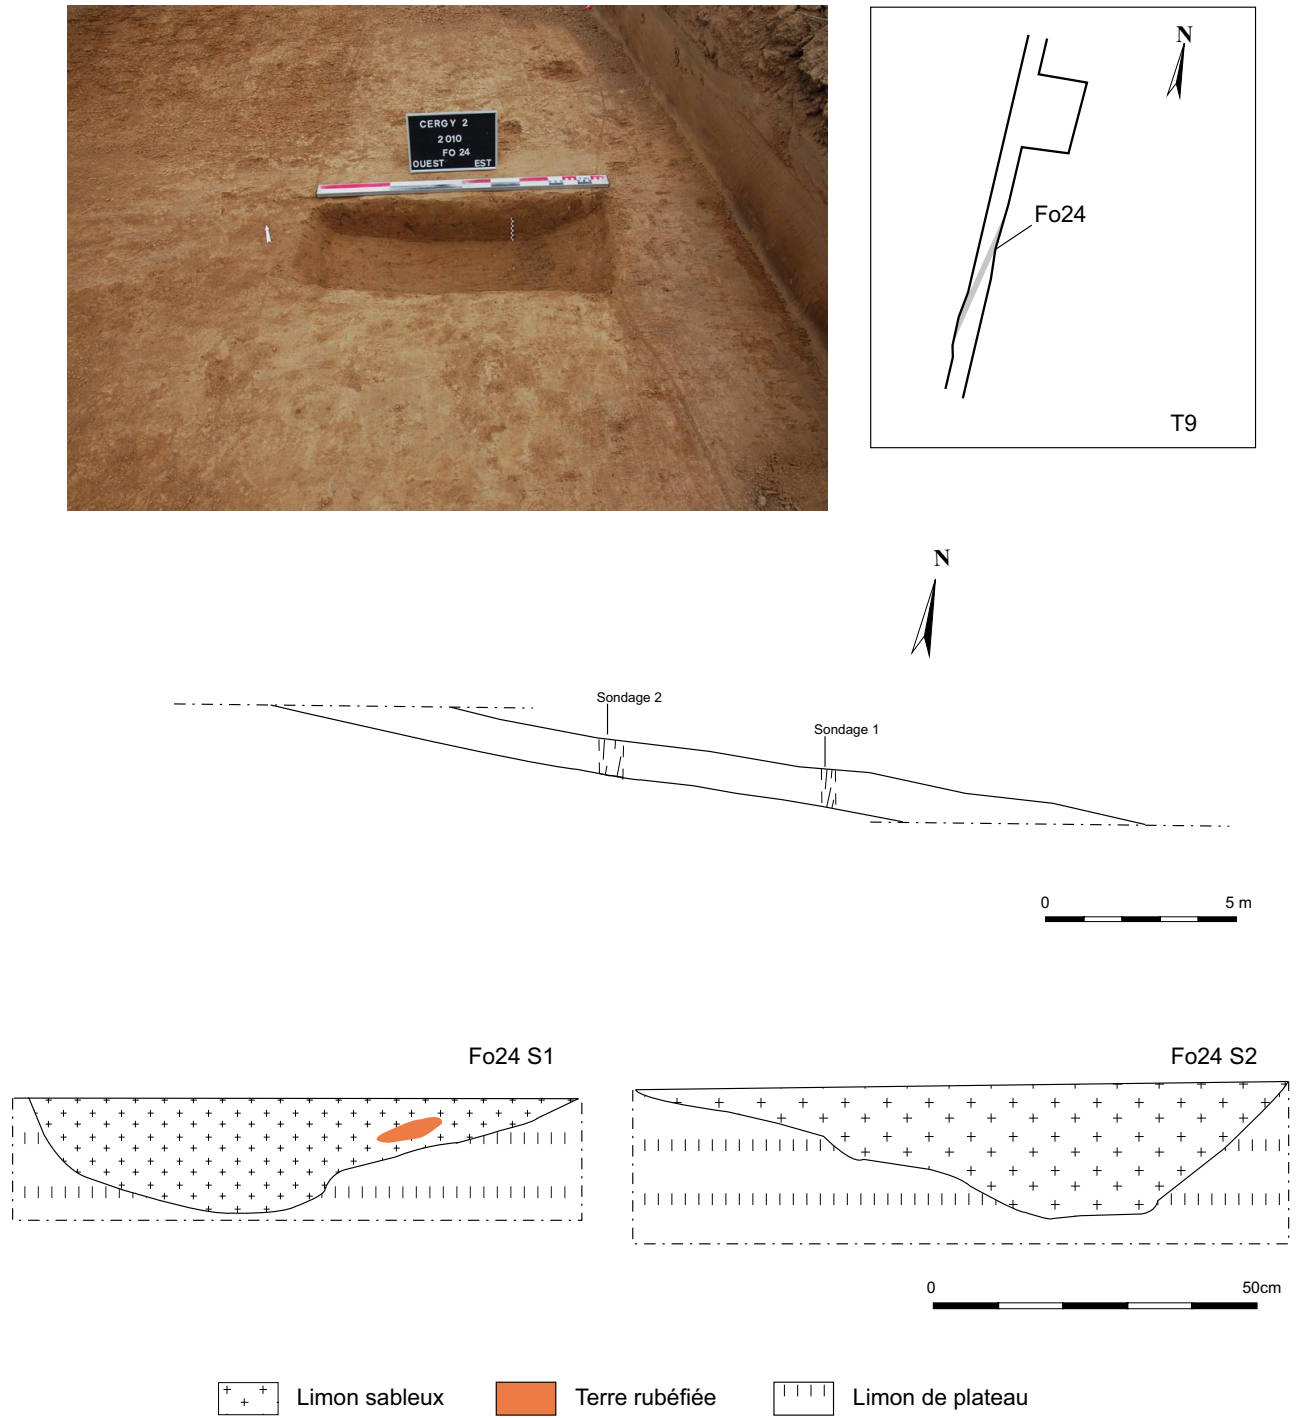 CERGY 2
2010
FO 24
OUEST EST
N
Fo24
T9
N
Sondage 2
Sondage 1
0 5 m
Fo24 S1
Fo24 S2
0 50cm
Limon sableux
Terre rubéfiée
Limon de plateau